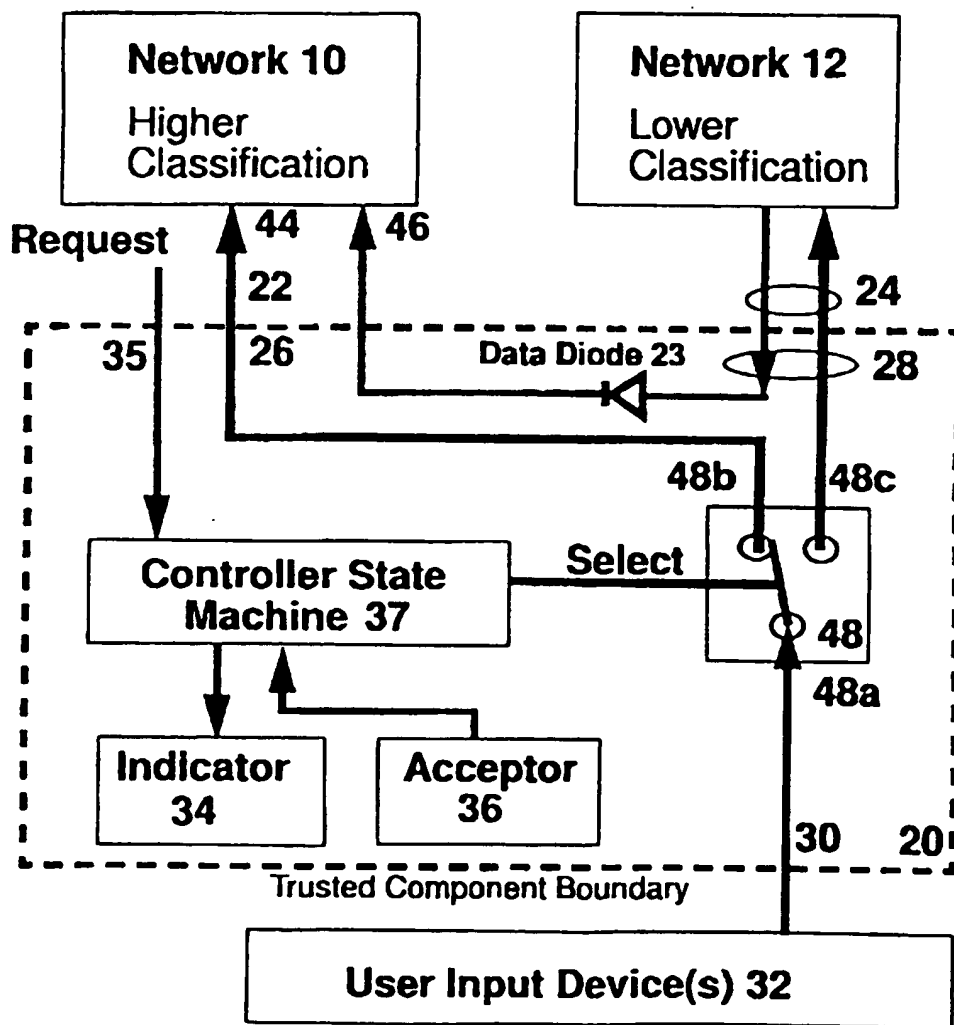 Network 10
Higher
Classification
Network 12
Lower
Classification
Request
44
46
22
24
35
26
Data Diode 23
28
48b
48c
Controller State
Machine 37
Select
48
48a
Indicator
34
Acceptor
36
30
20
Trusted Component Boundary
User Input Device(s) 32